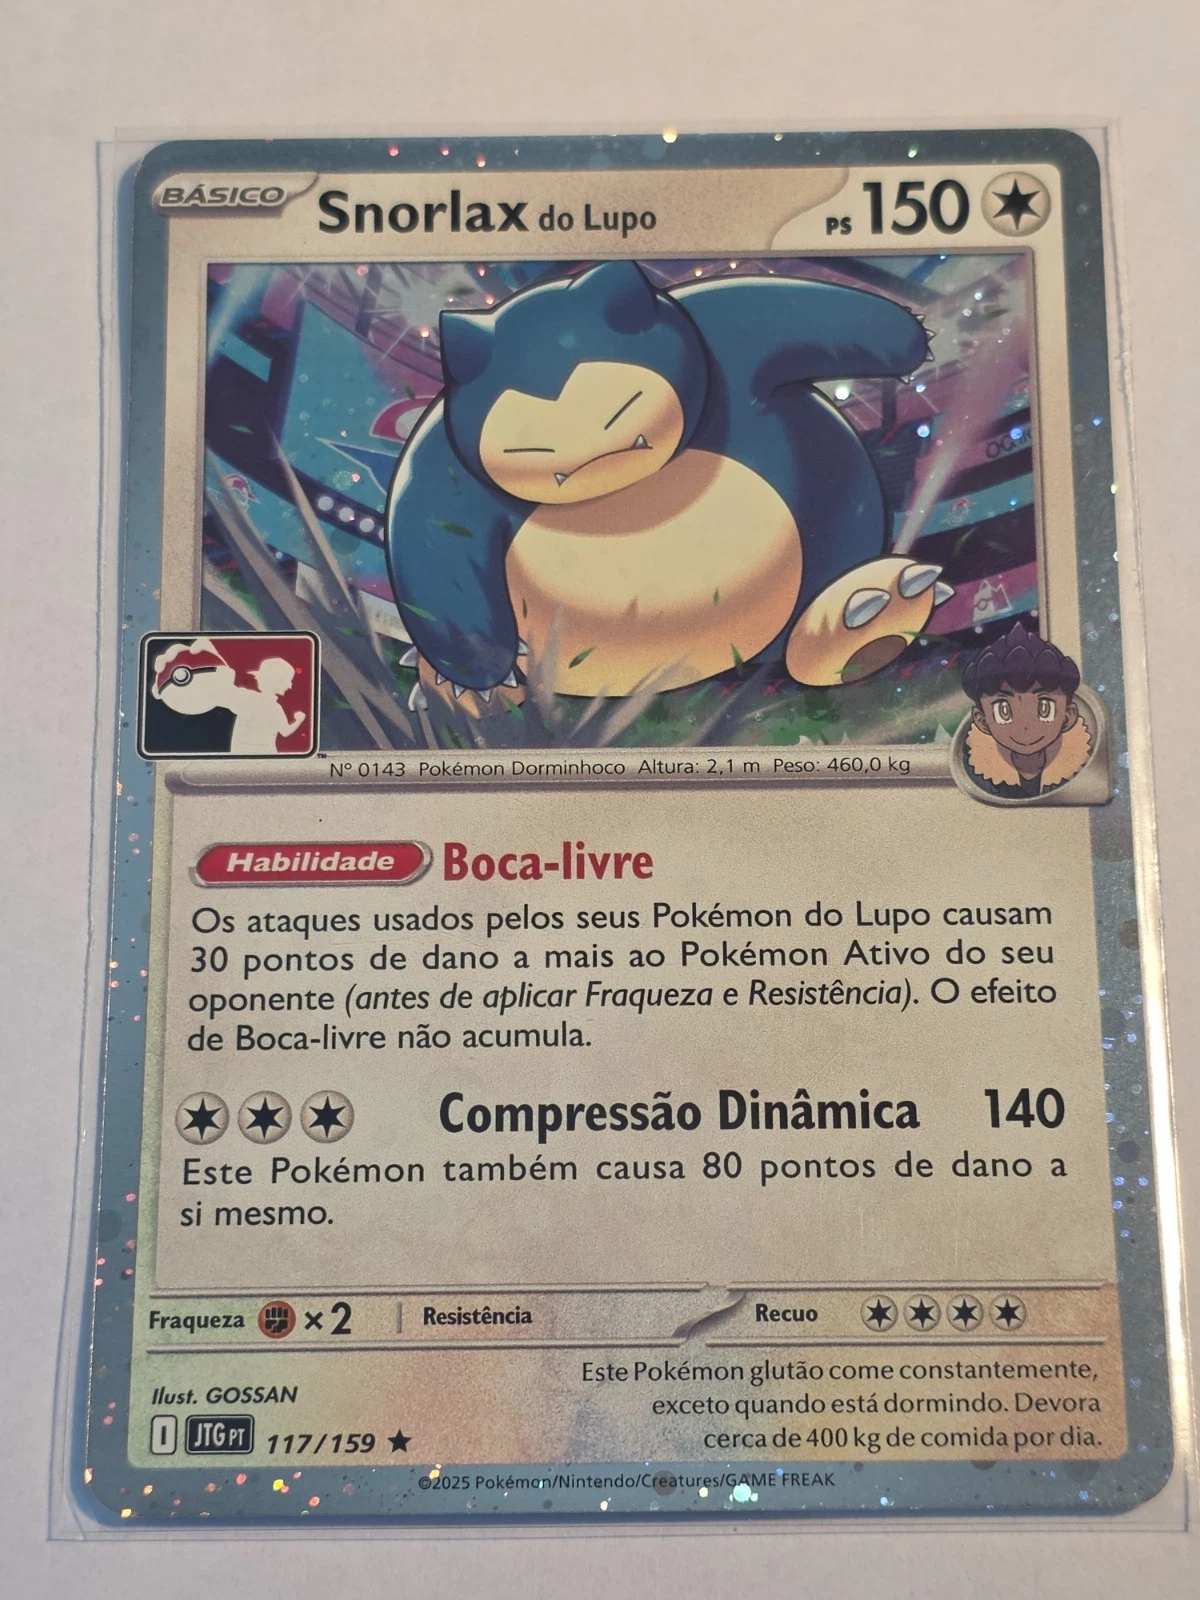 BÁSICO
Snorlax do Lupo
PS 150
Nº 0143 Pokémon Dorminhoco Altura: 2,1 m Peso: 460,0 kg
Habilidade Boca-livre
Os ataques usados pelos seus Pokémon do Lupo causam
30 pontos de dano a mais ao Pokémon Ativo do seu
oponente (antes de aplicar Fraqueza e Resistência). O efeito
de Boca-livre não acumula.
Compressão Dinâmica 140
Este Pokémon também causa 80 pontos de dano a
si mesmo.
Fraqueza ×2 Resistência Recuo
Ilust. GOSSAN
I JTG PT 117/159 ★
Este Pokémon glutão come constantemente,
exceto quando está dormindo. Devora
cerca de 400 kg de comida por dia.
©2025 Pokémon/Nintendo/Creatures/GAME FREAK